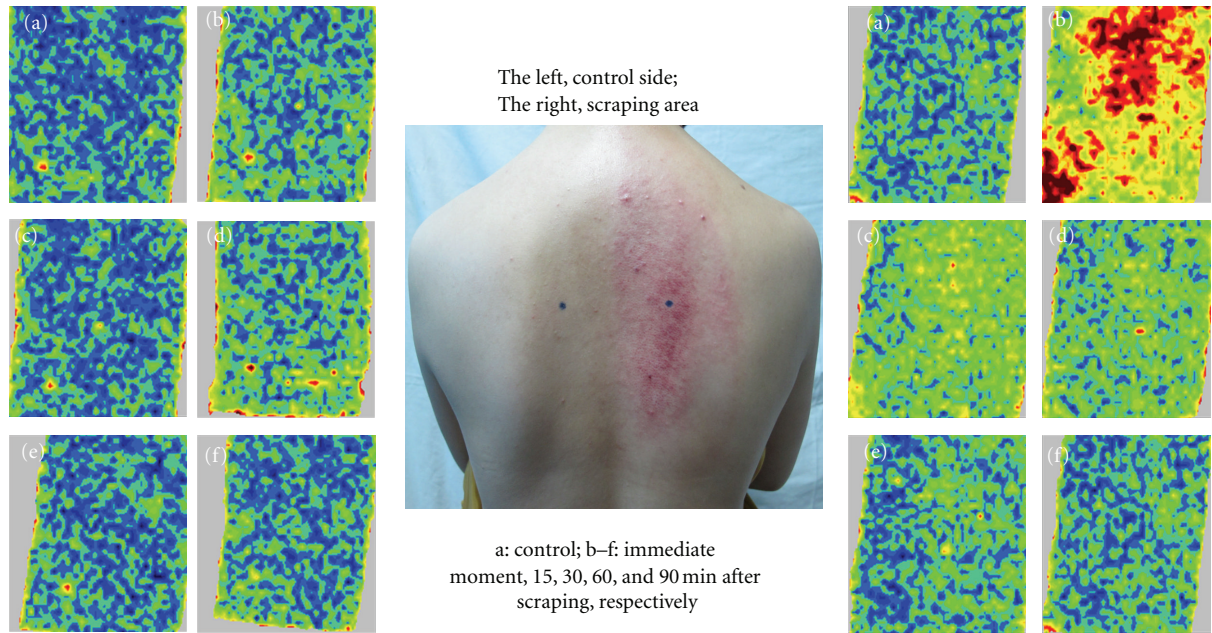 (a)
(b)
The left, control side;
The right, scraping area
(a)
(b)
(c)
(d)
(c)
(d)
(e)
(f)
(e)
(f)
a: control; b–f: immediate
moment, 15, 30, 60, and 90 min after
scraping, respectively